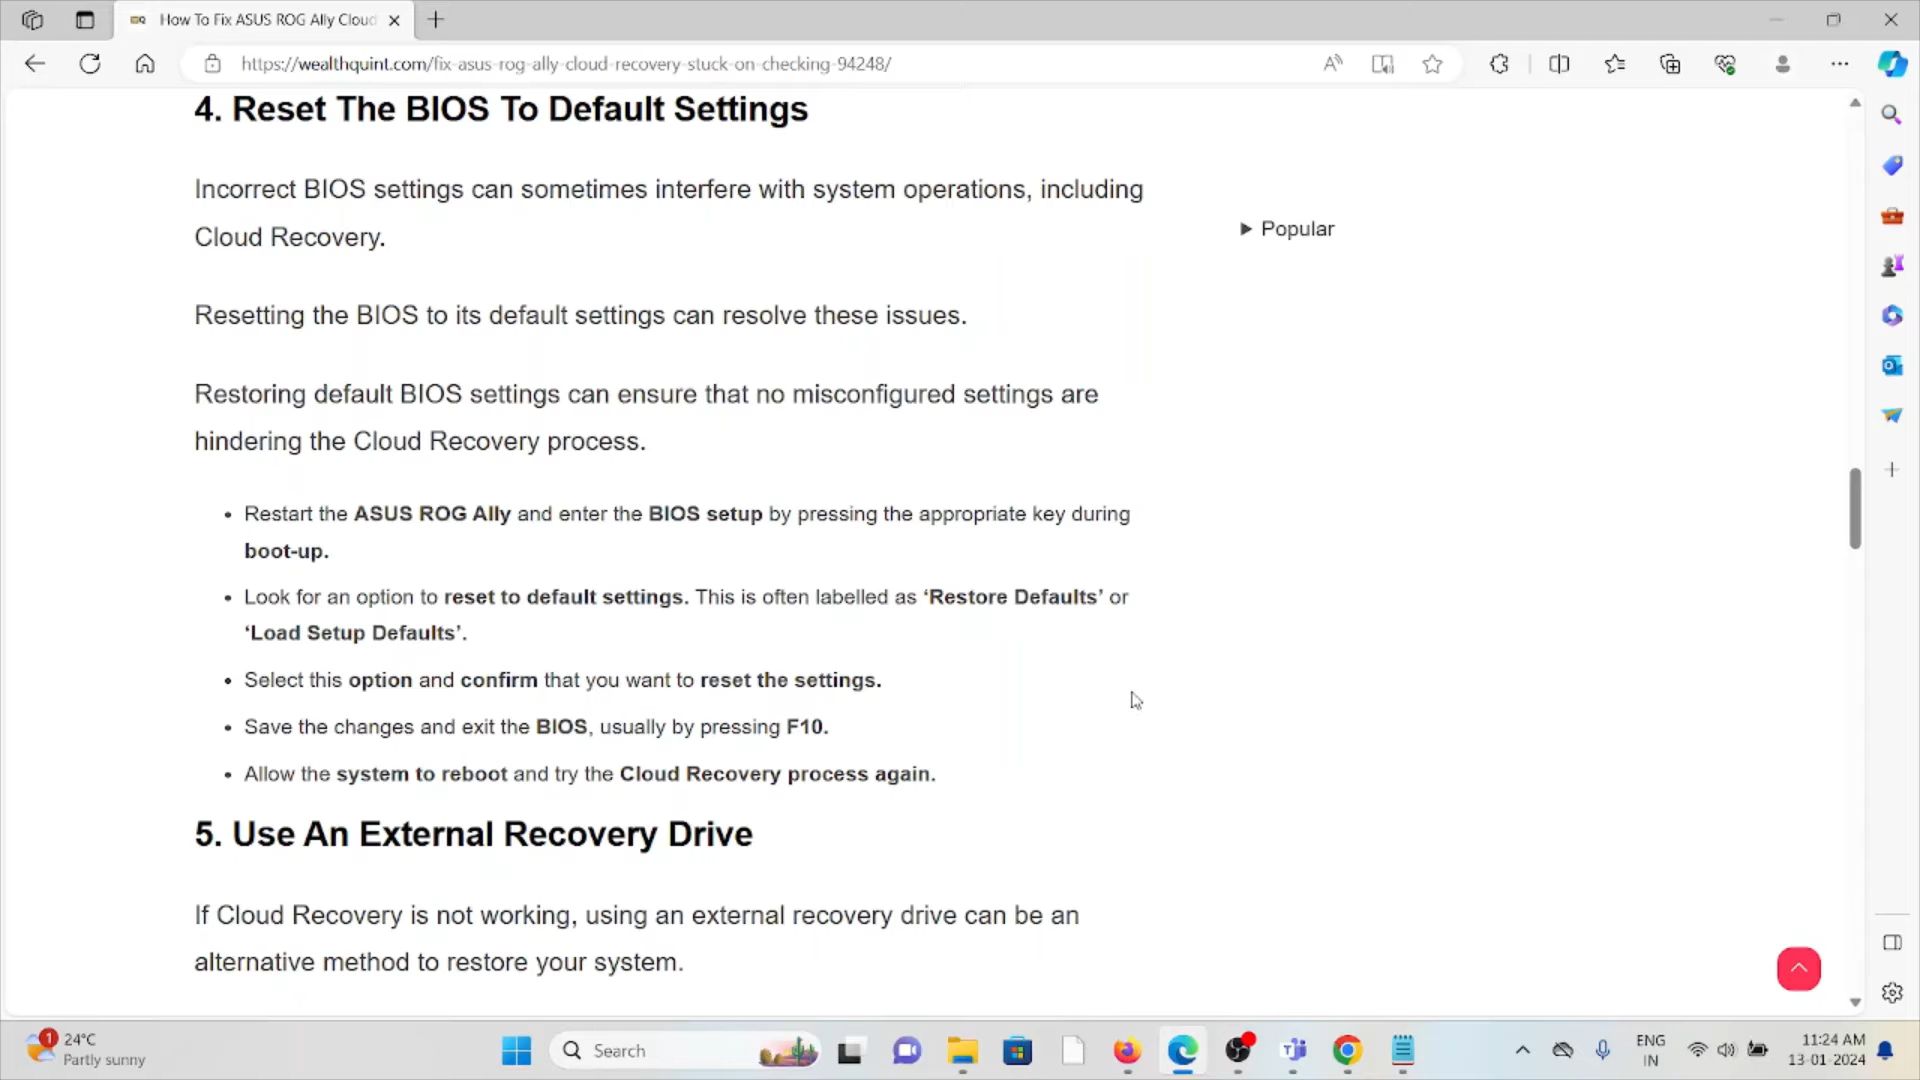 How To Fix ASUS ROG Ally Cloud
https://wealthquint.com/fix-asus-rog-ally-cloud-recovery-stuck-on-checking-94248/
4. Reset The BIOS To Default Settings
Incorrect BIOS settings can sometimes interfere with system operations, including
Cloud Recovery.
Popular
Resetting the BIOS to its default settings can resolve these issues.
Restoring default BIOS settings can ensure that no misconfigured settings are
hindering the Cloud Recovery process.
• Restart the ASUS ROG Ally and enter the BIOS setup by pressing the appropriate key during
boot-up.
• Look for an option to reset to default settings. This is often labelled as ‘Restore Defaults’ or
‘Load Setup Defaults’.
• Select this option and confirm that you want to reset the settings.
• Save the changes and exit the BIOS, usually by pressing F10.
• Allow the system to reboot and try the Cloud Recovery process again.
5. Use An External Recovery Drive
If Cloud Recovery is not working, using an external recovery drive can be an
alternative method to restore your system.
1
24°C
Partly sunny
Search
ENG
IN
11:24 AM
13-01-2024